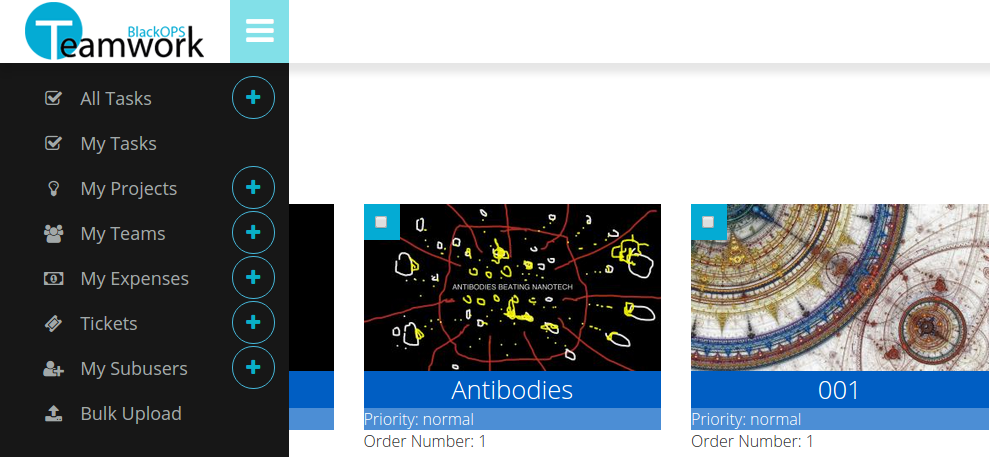 BlackOPS
Teamwork
All Tasks
My Tasks
My Projects
My Teams
My Expenses
Tickets
My Subusers
Bulk Upload
ANTIBODIES BEATING NANOTECH
Antibodies
Priority: normal
Order Number: 1
001
Priority: normal
Order Number: 1